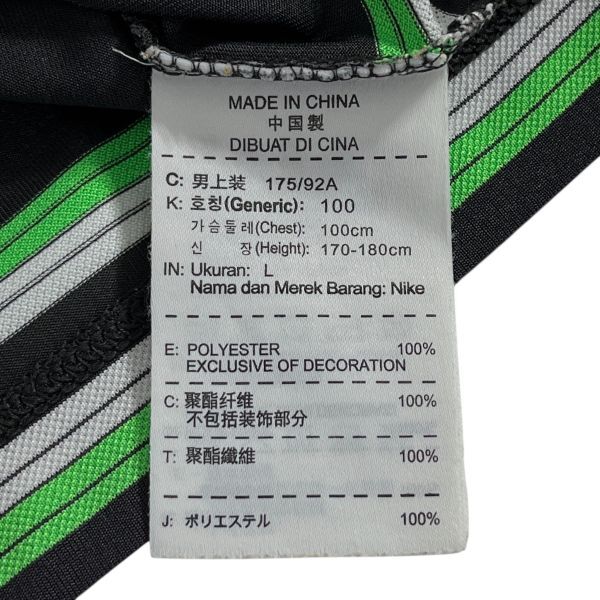 MADE IN CHINA
中国製
DIBUAT DI CINA
C: 男上装 175/92A
K: 호칭(Generic): 100
가슴둘레(Chest): 100cm
신 장(Height): 170-180cm
IN: Ukuran: L
Nama dan Merek Barang: Nike
E: POLYESTER 100%
EXCLUSIVE OF DECORATION
C: 聚酯纤维 100%
不包括装饰部分
T: 聚酯纖維 100%
J: ポリエステル 100%